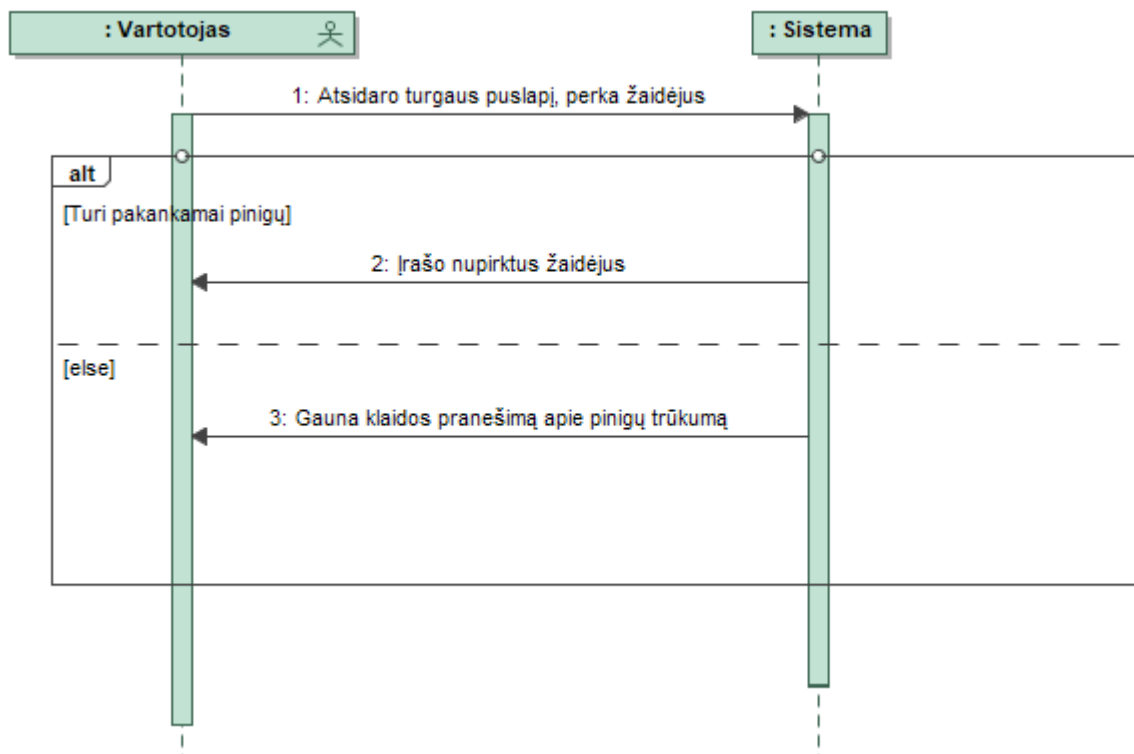 : Vartotojas
: Sistema
1: Atsidaro turgaus puslapį, perka žaidėjus
alt
[Turi pakankamai pinigų]
2: Įrašo nupirktus žaidėjus
[else]
3: Gauna klaidos pranešimą apie pinigų trūkumą